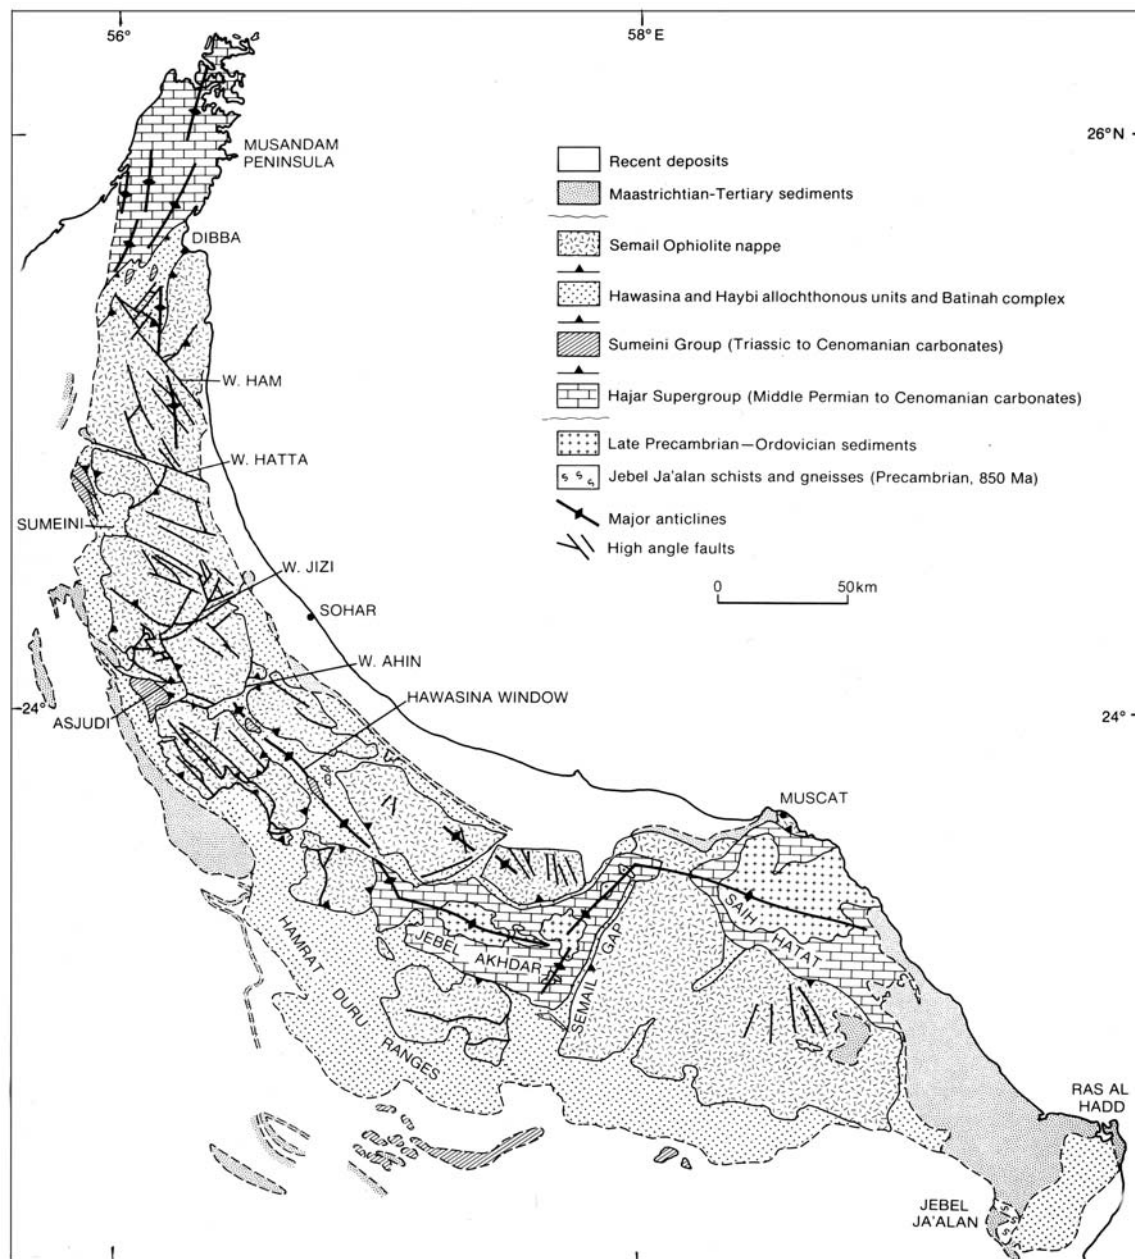 56°
58°E
26°N
MUSANDAM
PENINSULA
DIBBA
Recent deposits
Maastrichtian-Tertiary sediments
Semail Ophiolite nappe
Hawasina and Haybi allochthonous units and Batinah complex
Sumeini Group (Triassic to Cenomanian carbonates)
Hajar Supergroup (Middle Permian to Cenomanian carbonates)
Late Precambrian—Ordovician sediments
s s s
Jebel Ja'alan schists and gneisses (Precambrian, 850 Ma)
Major anticlines
High angle faults
0 50km
W. HAM
W. HATTA
SUMEINI
W. JIZI
SOHAR
W. AHIN
HAWASINA WINDOW
24°
ASJUDI
24°
MUSCAT
SAIH
HATAT
JEBEL AKHDAR
SEMAIL GAP
HAMRAT
DURU
RANGES
RAS AL
HADD
JEBEL
JA'ALAN